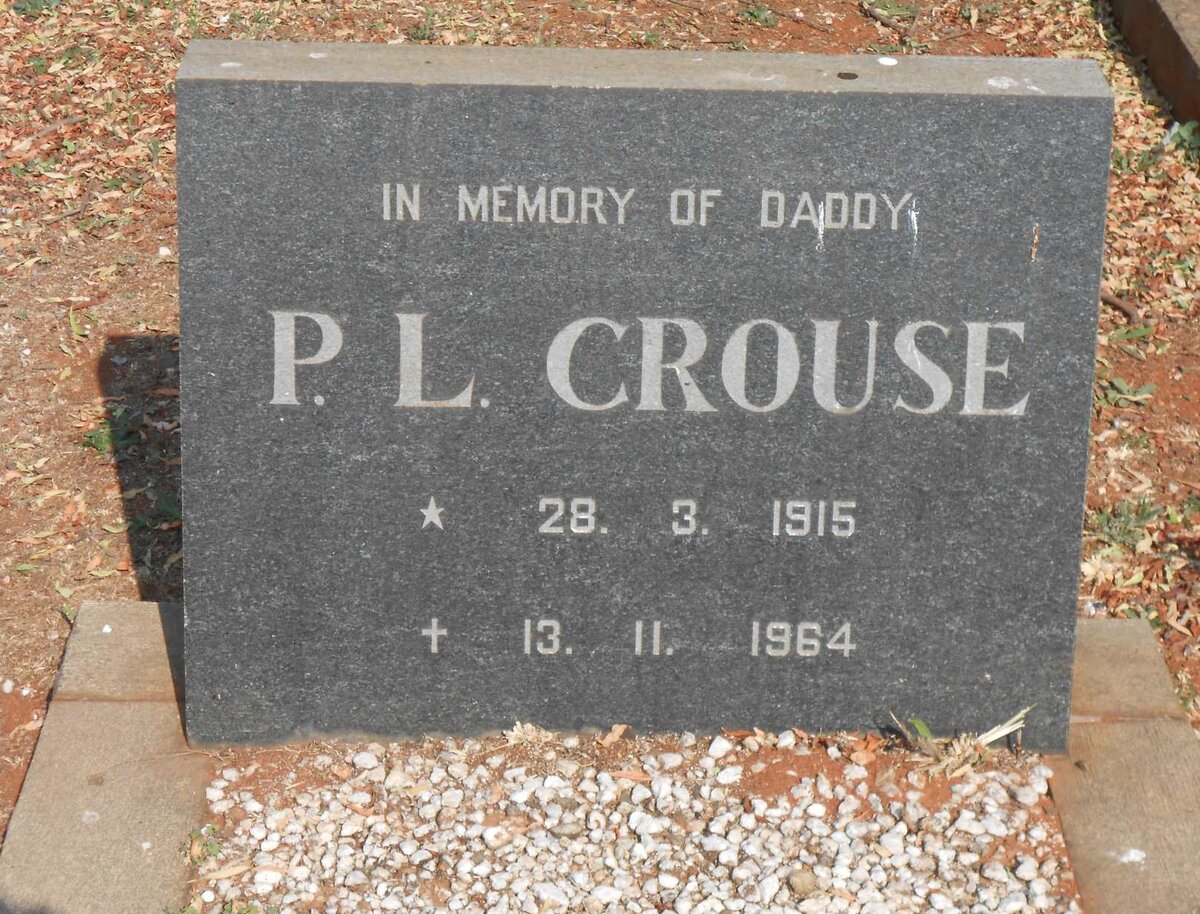 IN MEMORY OF DADDY
P. L. CROUSE
★ 28. 3. 1915
✝ 13. 11. 1964